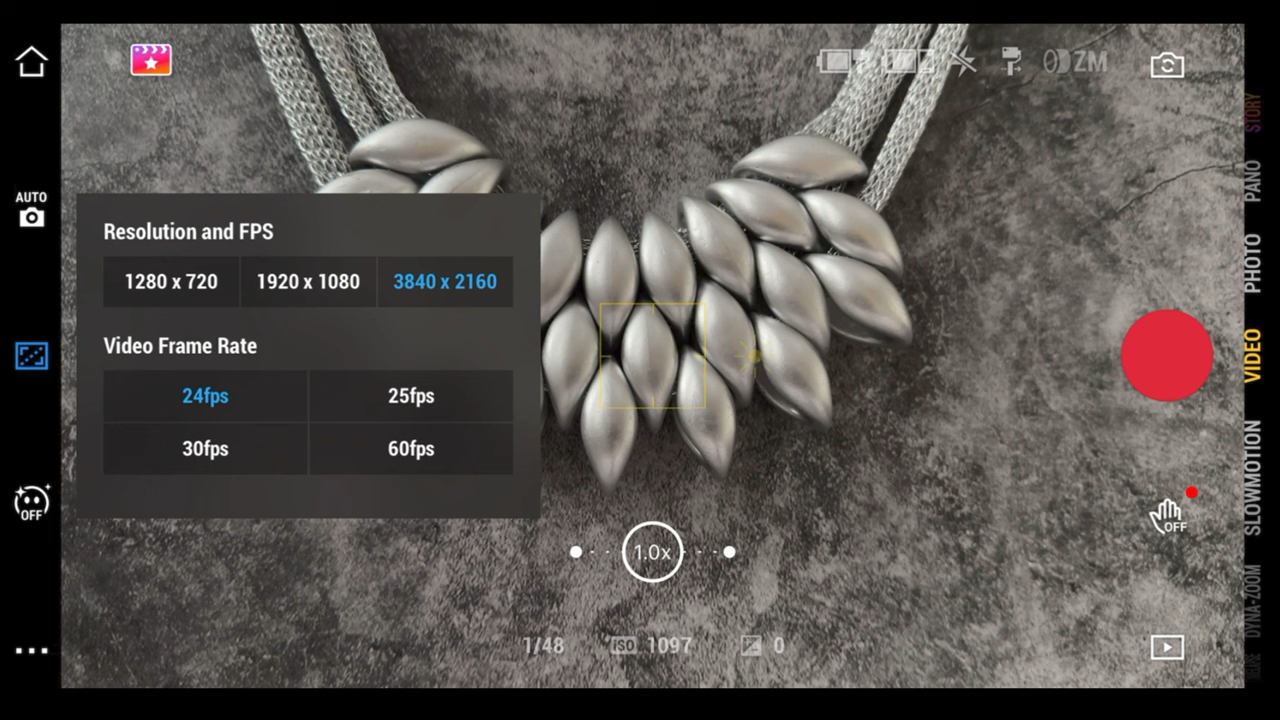 ZM
AUTO
Resolution and FPS
1280 x 720
1920 x 1080
3840 x 2160
Video Frame Rate
24fps
25fps
30fps
60fps
OFF
1.0x
1/48
ISO 1097
0
STORY
PANO
PHOTO
VIDEO
SLOWMOTION
DYNA-ZOOM
OFF